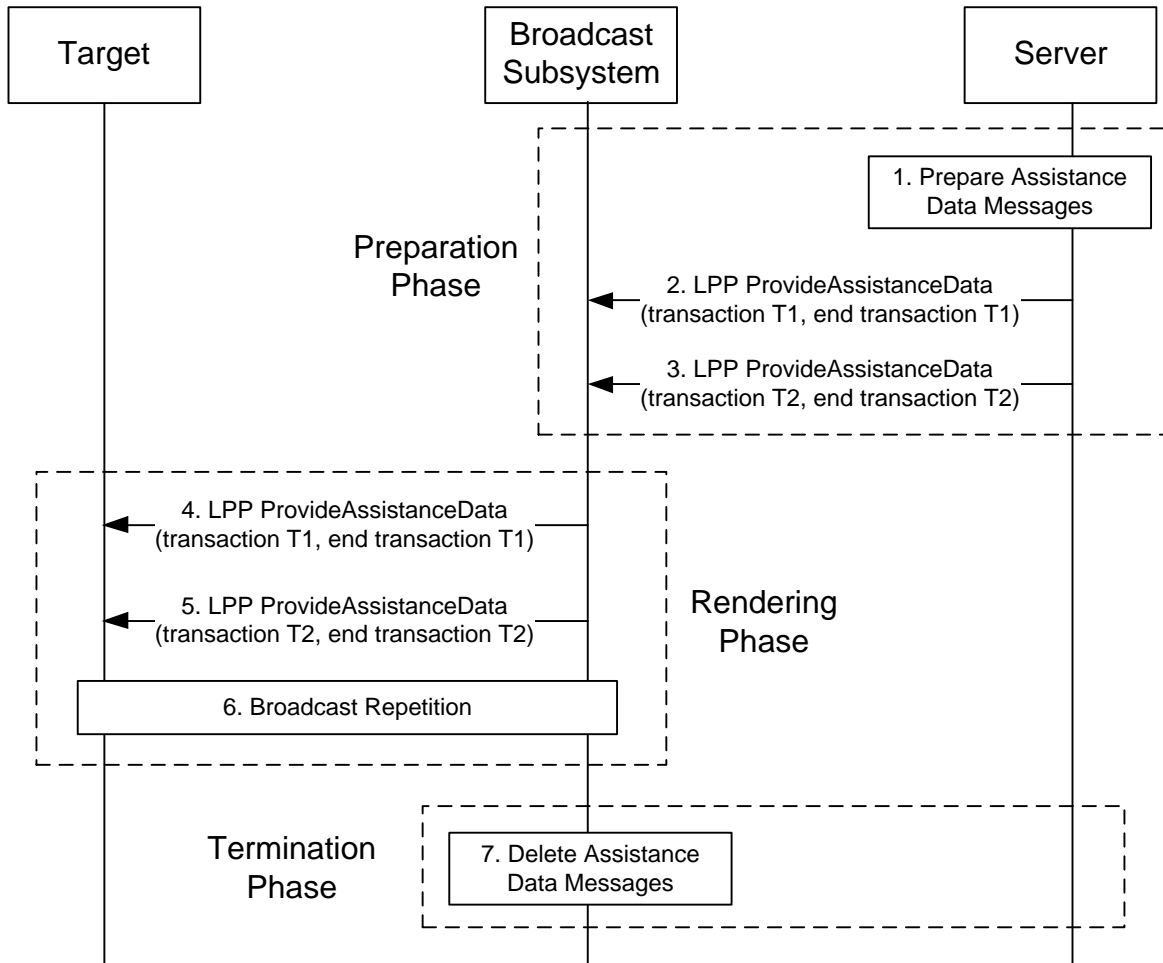 Target
Broadcast
Subsystem
Server
1. Prepare Assistance
Data Messages
Preparation
Phase
2. LPP ProvideAssistanceData
(transaction T1, end transaction T1)
3. LPP ProvideAssistanceData
(transaction T2, end transaction T2)
4. LPP ProvideAssistanceData
(transaction T1, end transaction T1)
5. LPP ProvideAssistanceData
(transaction T2, end transaction T2)
Rendering
Phase
6. Broadcast Repetition
Termination
Phase
7. Delete Assistance
Data Messages